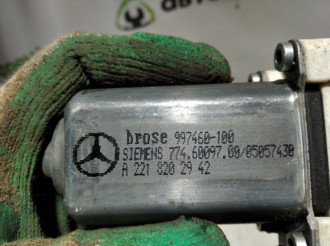 brose 997460-100
SIEMENS 774.60097.00/05057430
A 221 820 29 42